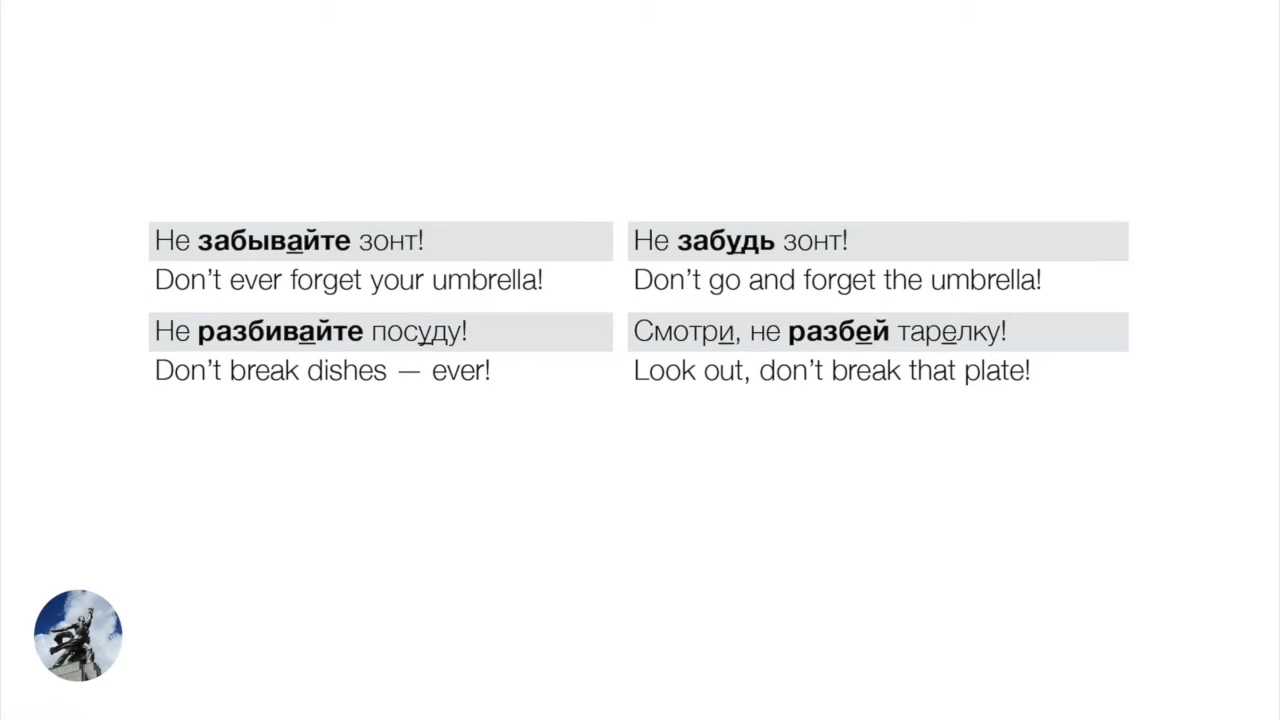 Не забывайте зонт!
Don't ever forget your umbrella!
Не разбивайте посуду!
Don't break dishes — ever!
Не забудь зонт!
Don't go and forget the umbrella!
Смотри, не разбей тарелку!
Look out, don't break that plate!